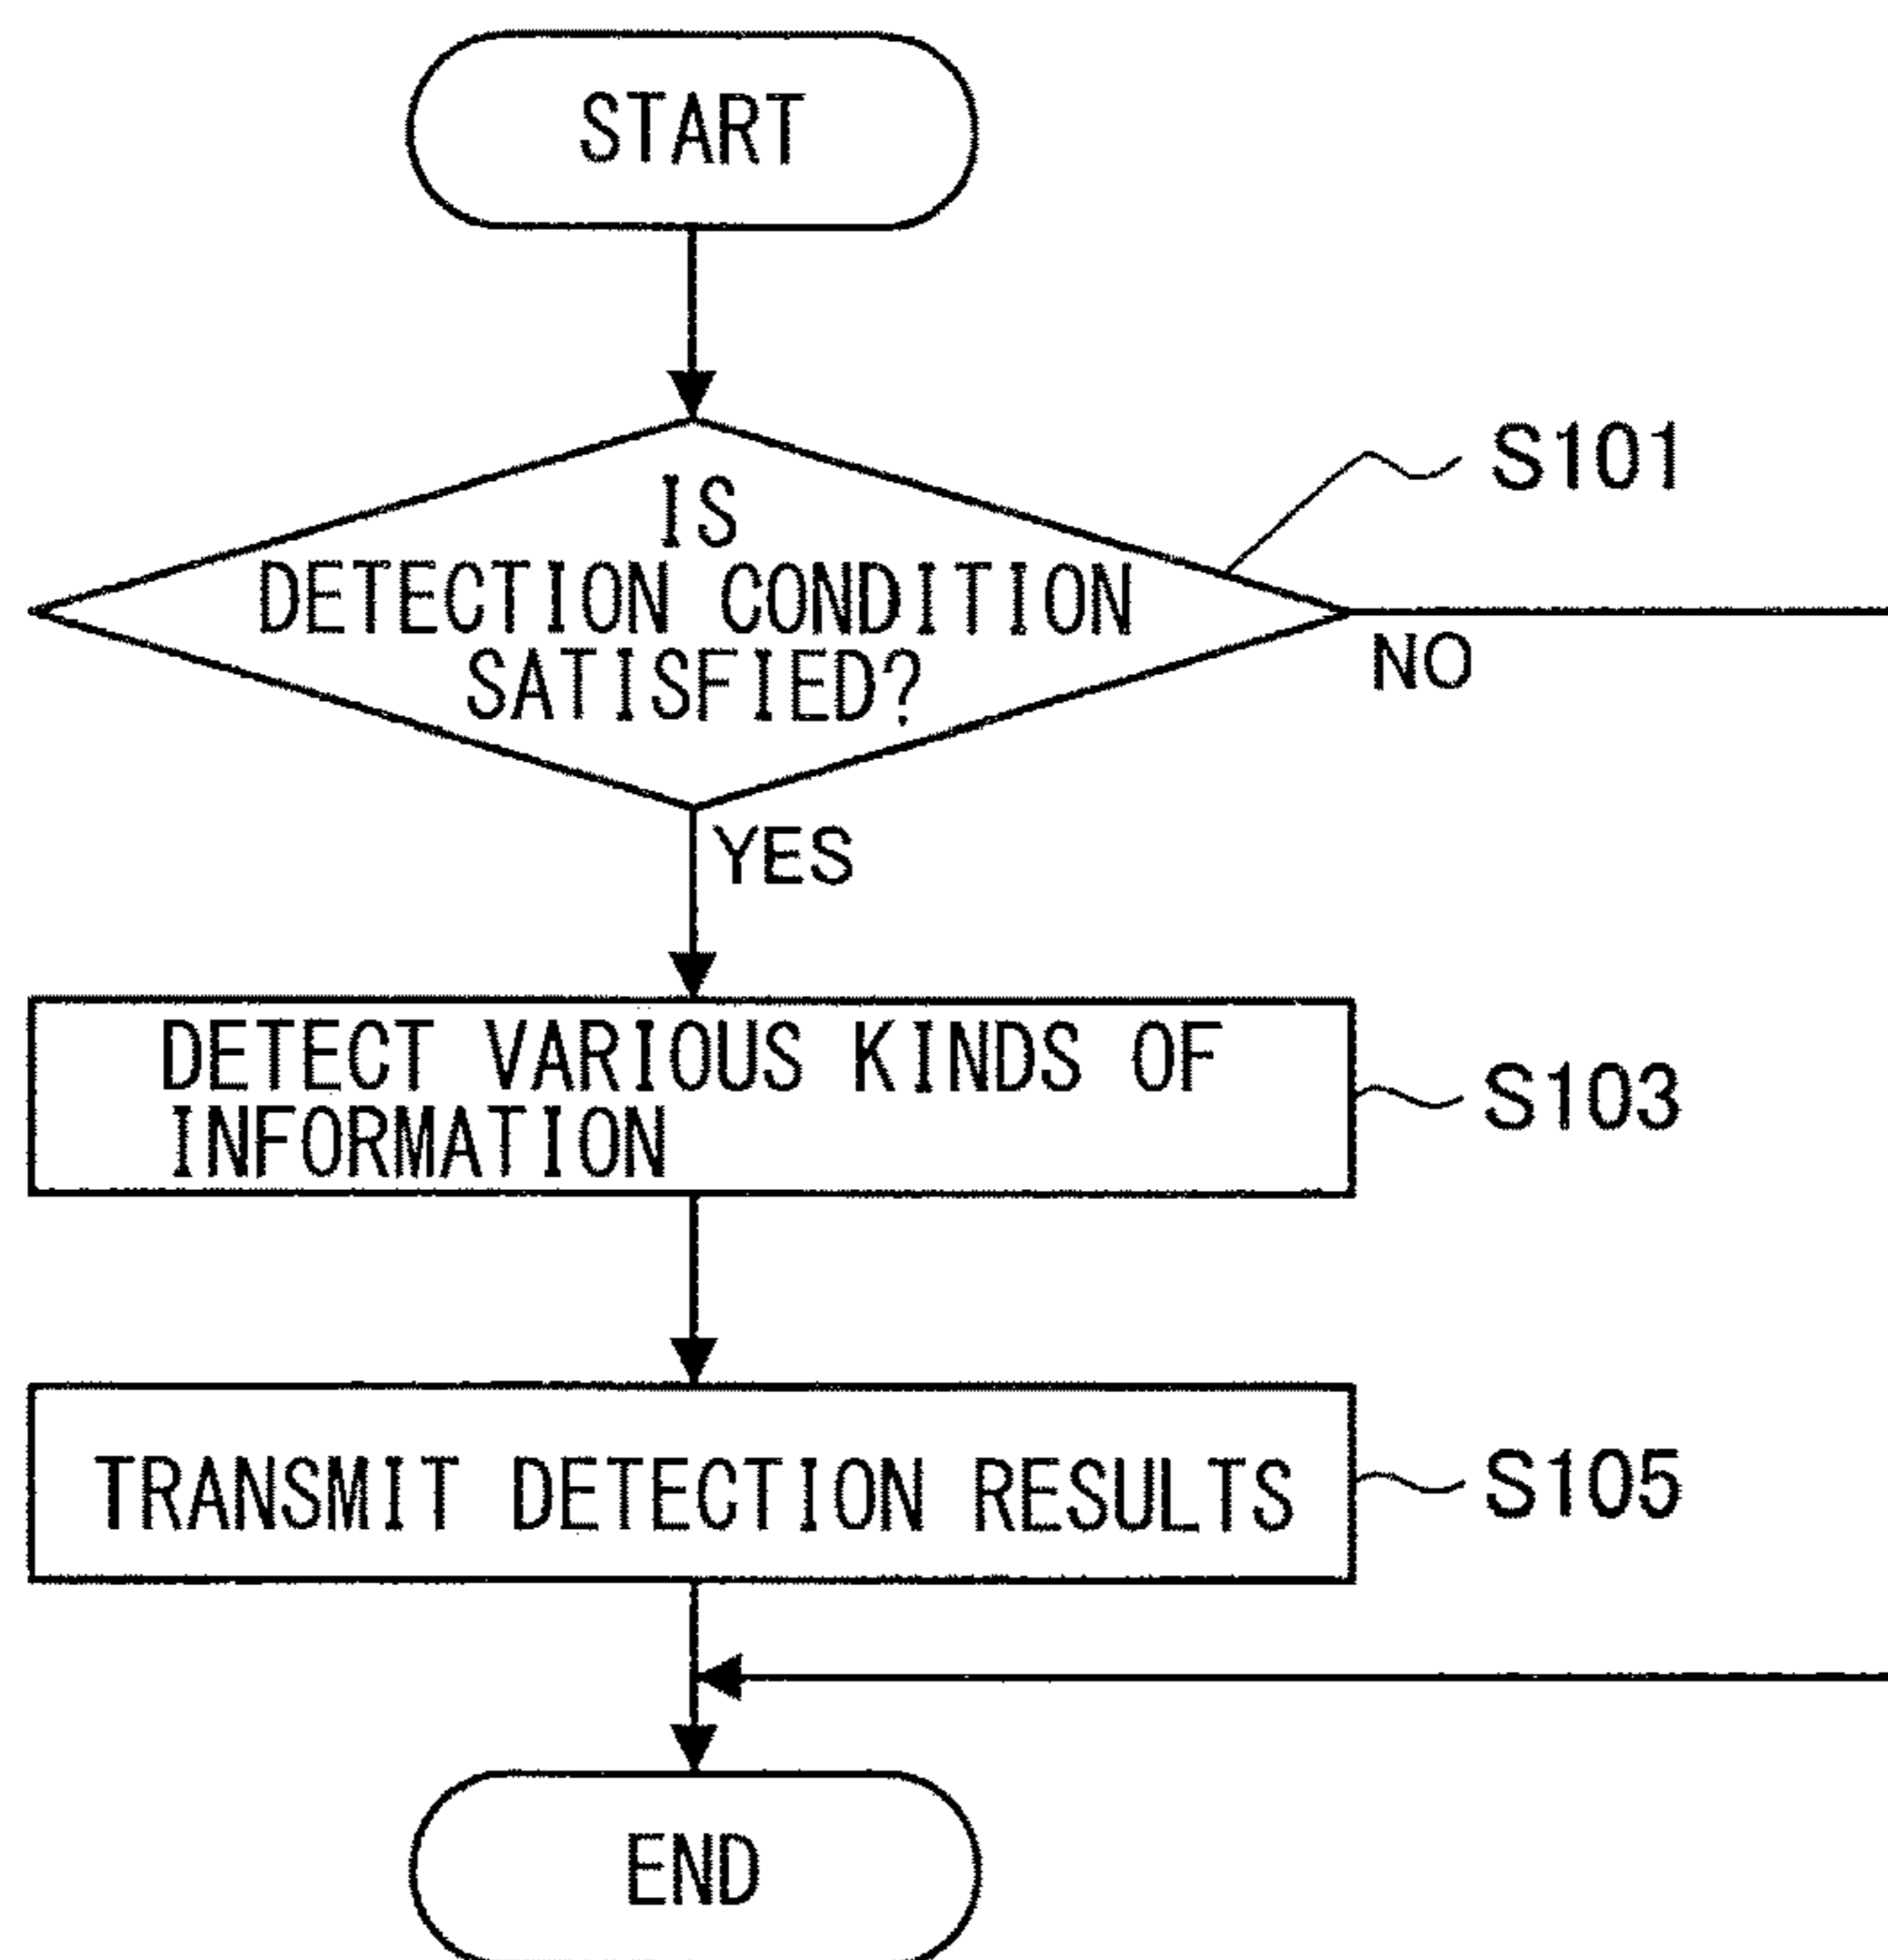 START
IS
DETECTION CONDITION
SATISFIED?
S101
NO
YES
DETECT VARIOUS KINDS OF
INFORMATION
S103
TRANSMIT DETECTION RESULTS
S105
END